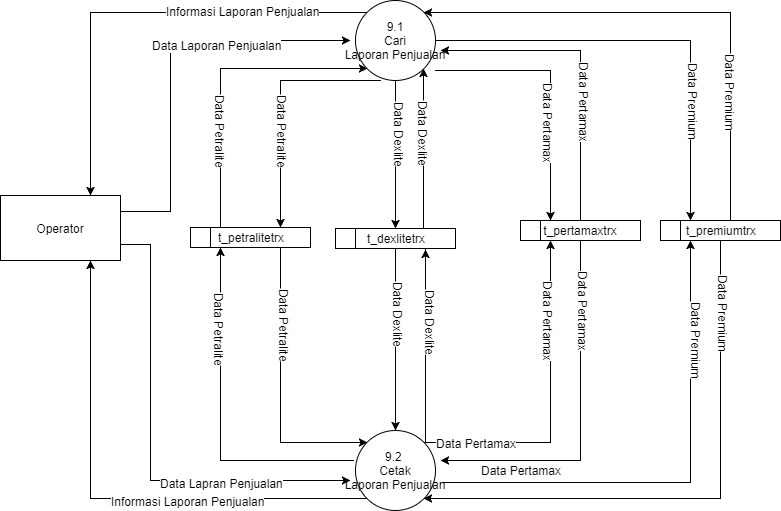 Informasi Laporan Penjualan
9.1
Cari
Laporan Penjualan
Data Laporan Penjualan
Data Petralite
Data Petralite
Data Dexlite
Data Dexlite
Data Pertamax
Data Pertamax
Data Premium
Data Premium
Operator
t_petralitetrx
t_dexlitetrx
t_pertamaxtrx
t_premiumtrx
Data Petralite
Data Petralite
Data Dexlite
Data Dexlite
Data Pertamax
Data Pertamax
Data Premium
Data Premium
9.2
Cetak
Laporan Penjualan
Data Pertamax
Data Pertamax
Data Lapran Penjualan
Informasi Laporan Penjualan